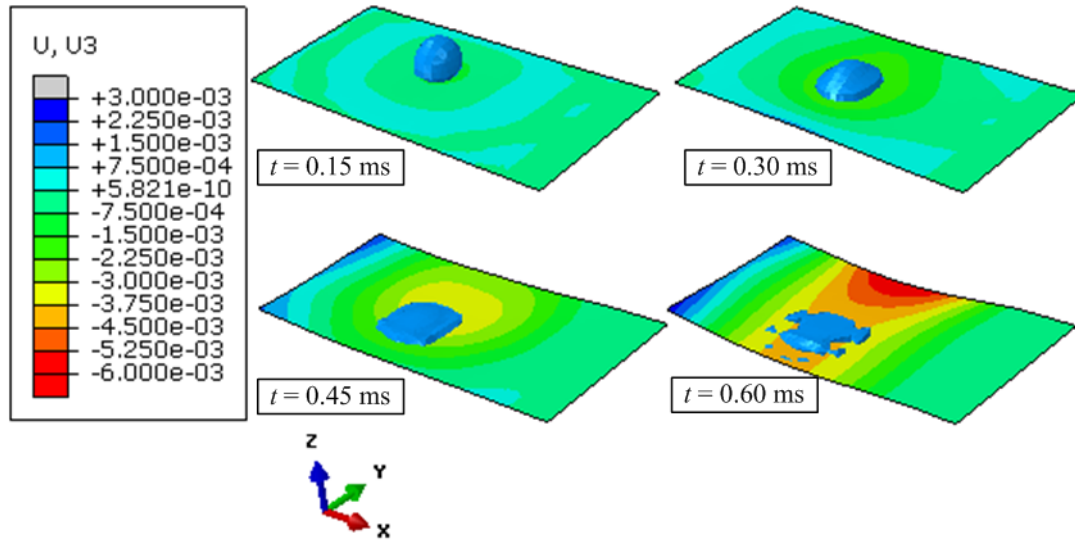 U, U3
+3.000e-03
+2.250e-03
+1.500e-03
+7.500e-04
+5.821e-10
-7.500e-04
-1.500e-03
-2.250e-03
-3.000e-03
-3.750e-03
-4.500e-03
-5.250e-03
-6.000e-03
t = 0.15 ms
t = 0.30 ms
t = 0.45 ms
t = 0.60 ms
Z
Y
X